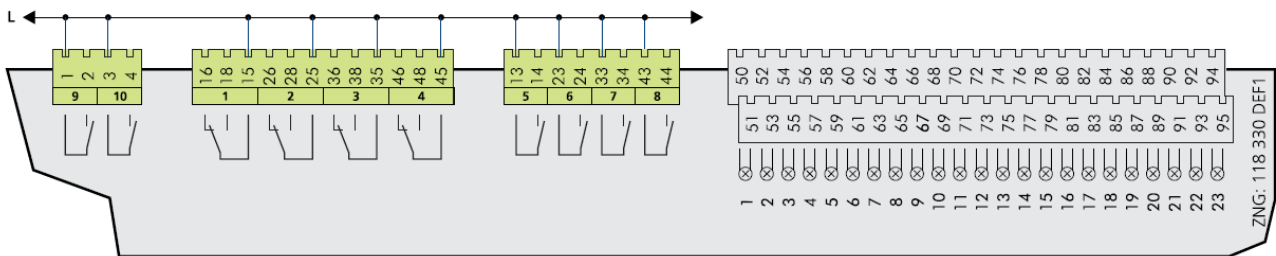 L
1 2 3 4 16 18 15 26 28 25 36 38 35 46 48 45 13 14 23 24 33 34 43 44 50 52 54 56 58 60 62 64 66 68 70 72 74 76 78 80 82 84 86 88 90 92 94
9 10 1 2 3 4 5 6 7 8
51 53 55 57 59 61 63 65 67 69 71 73 75 77 79 81 83 85 87 89 91 93 95
1 2 3 4 5 6 7 8 9 10 11 12 13 14 15 16 17 18 19 20 21 22 23
ZNG: 118 330 DEF1